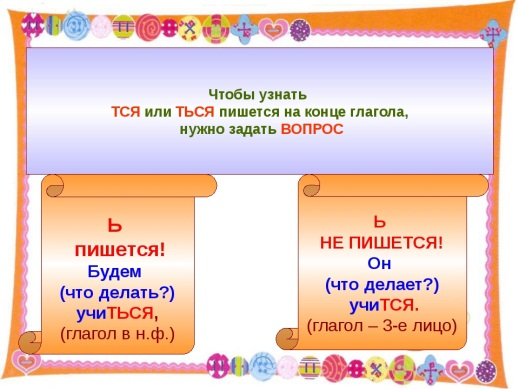 Чтобы узнать
ТСЯ или ТЬСЯ пишется на конце глагола,
нужно задать ВОПРОС
Ь
пишется!
Будем
(что делать?)
учиТЬСЯ,
(глагол в н.ф.)
Ь
НЕ ПИШЕТСЯ!
Он
(что делает?)
учиТСЯ.
(глагол – 3-е лицо)